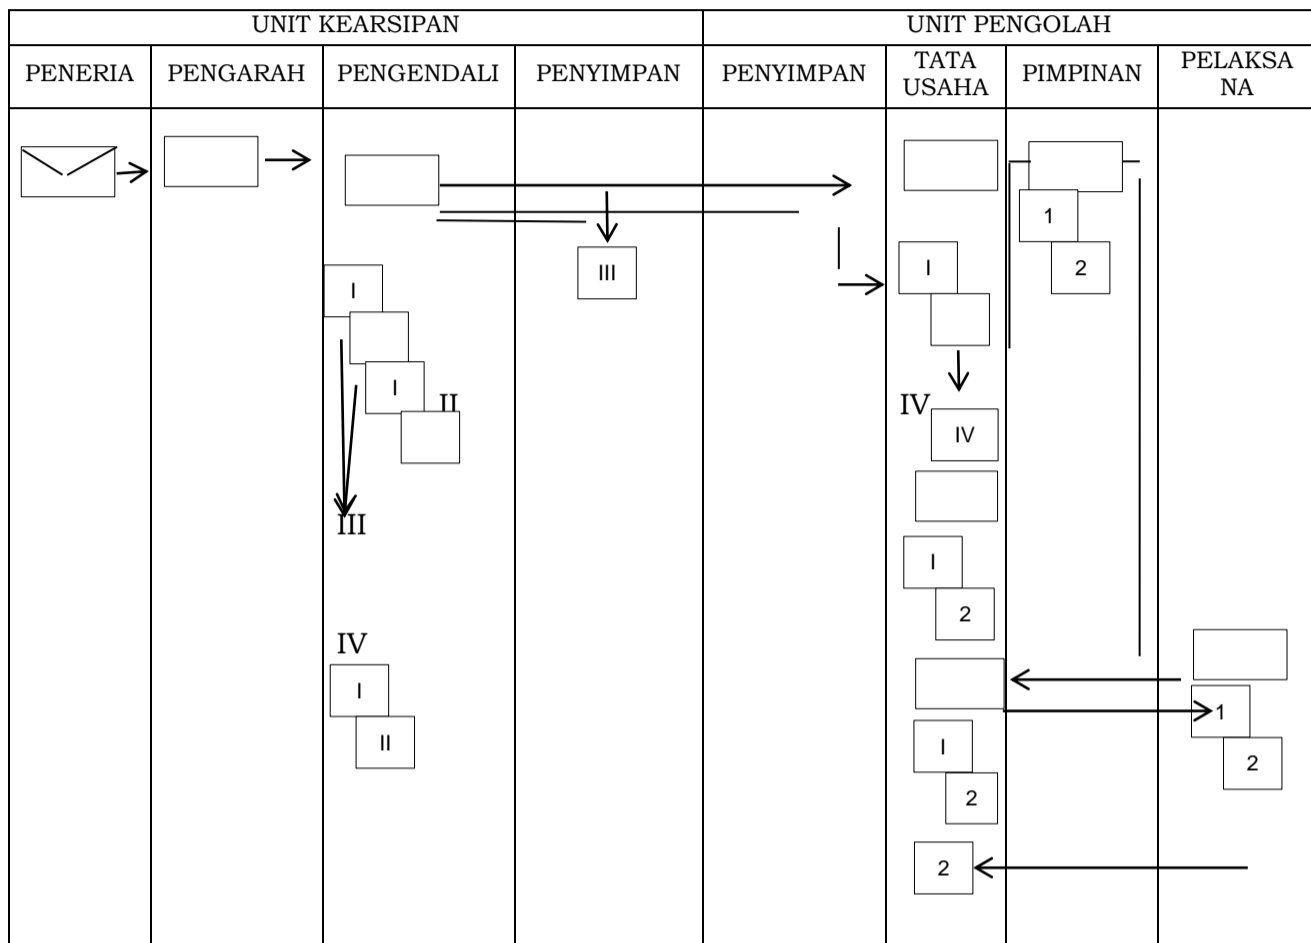 UNIT KEARSIPAN
UNIT PENGOLAH
PENERIA
PENGARAH
PENGENDALI
PENYIMPAN
PENYIMPAN
TATA
USAHA
PIMPINAN
PELAKSA
NA
I
I
II
III
IV
I
II
III
I
IV
IV
I
2
I
2
2
1
2
1
2